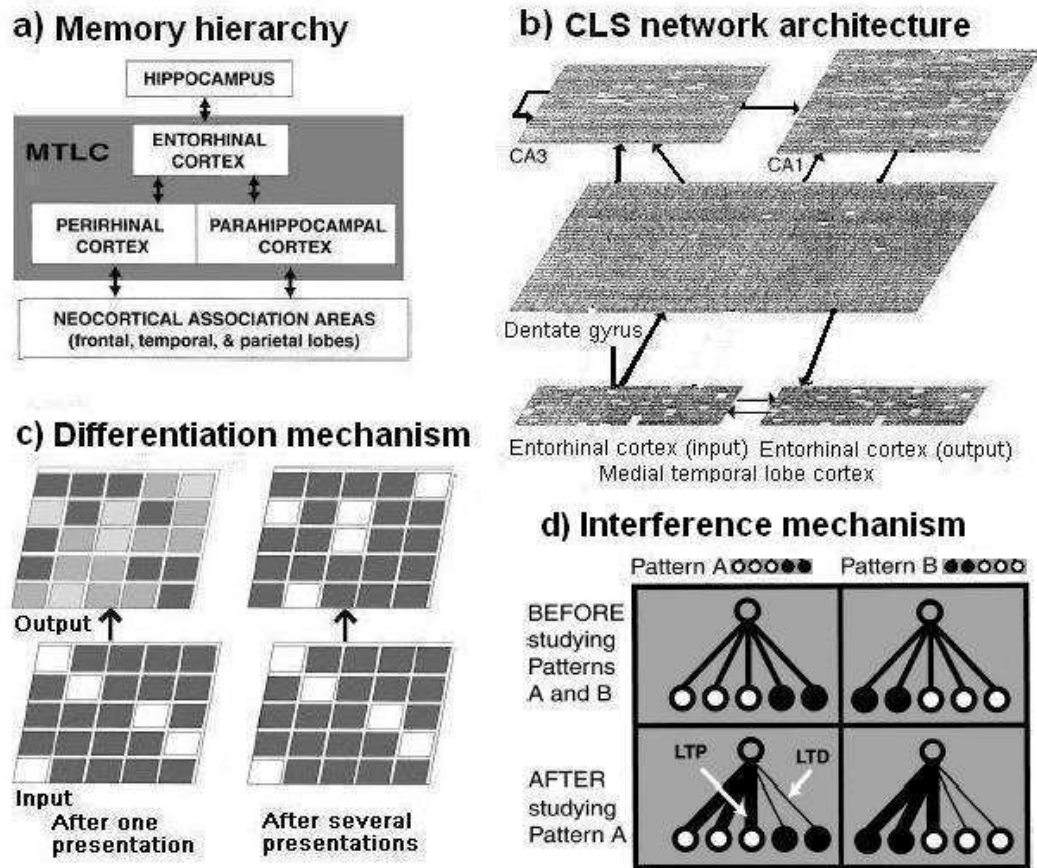 a) Memory hierarchy
HIPPOCAMPUS
MTLC
ENTORHINAL
CORTEX
PERIRHINAL
CORTEX
PARAHIPPOCAMPAL
CORTEX
NEOCORTICAL ASSOCIATION AREAS
(frontal, temporal, & parietal lobes)
b) CLS network architecture
CA3
CA1
Dentate gyrus
Entorhinal cortex (input)
Entorhinal cortex (output)
Medial temporal lobe cortex
c) Differentiation mechanism
Output
Input
After one
presentation
After several
presentations
d) Interference mechanism
Pattern A
Pattern B
BEFORE
studying
Patterns
A and B
AFTER
studying
Pattern A
LTP
LTD